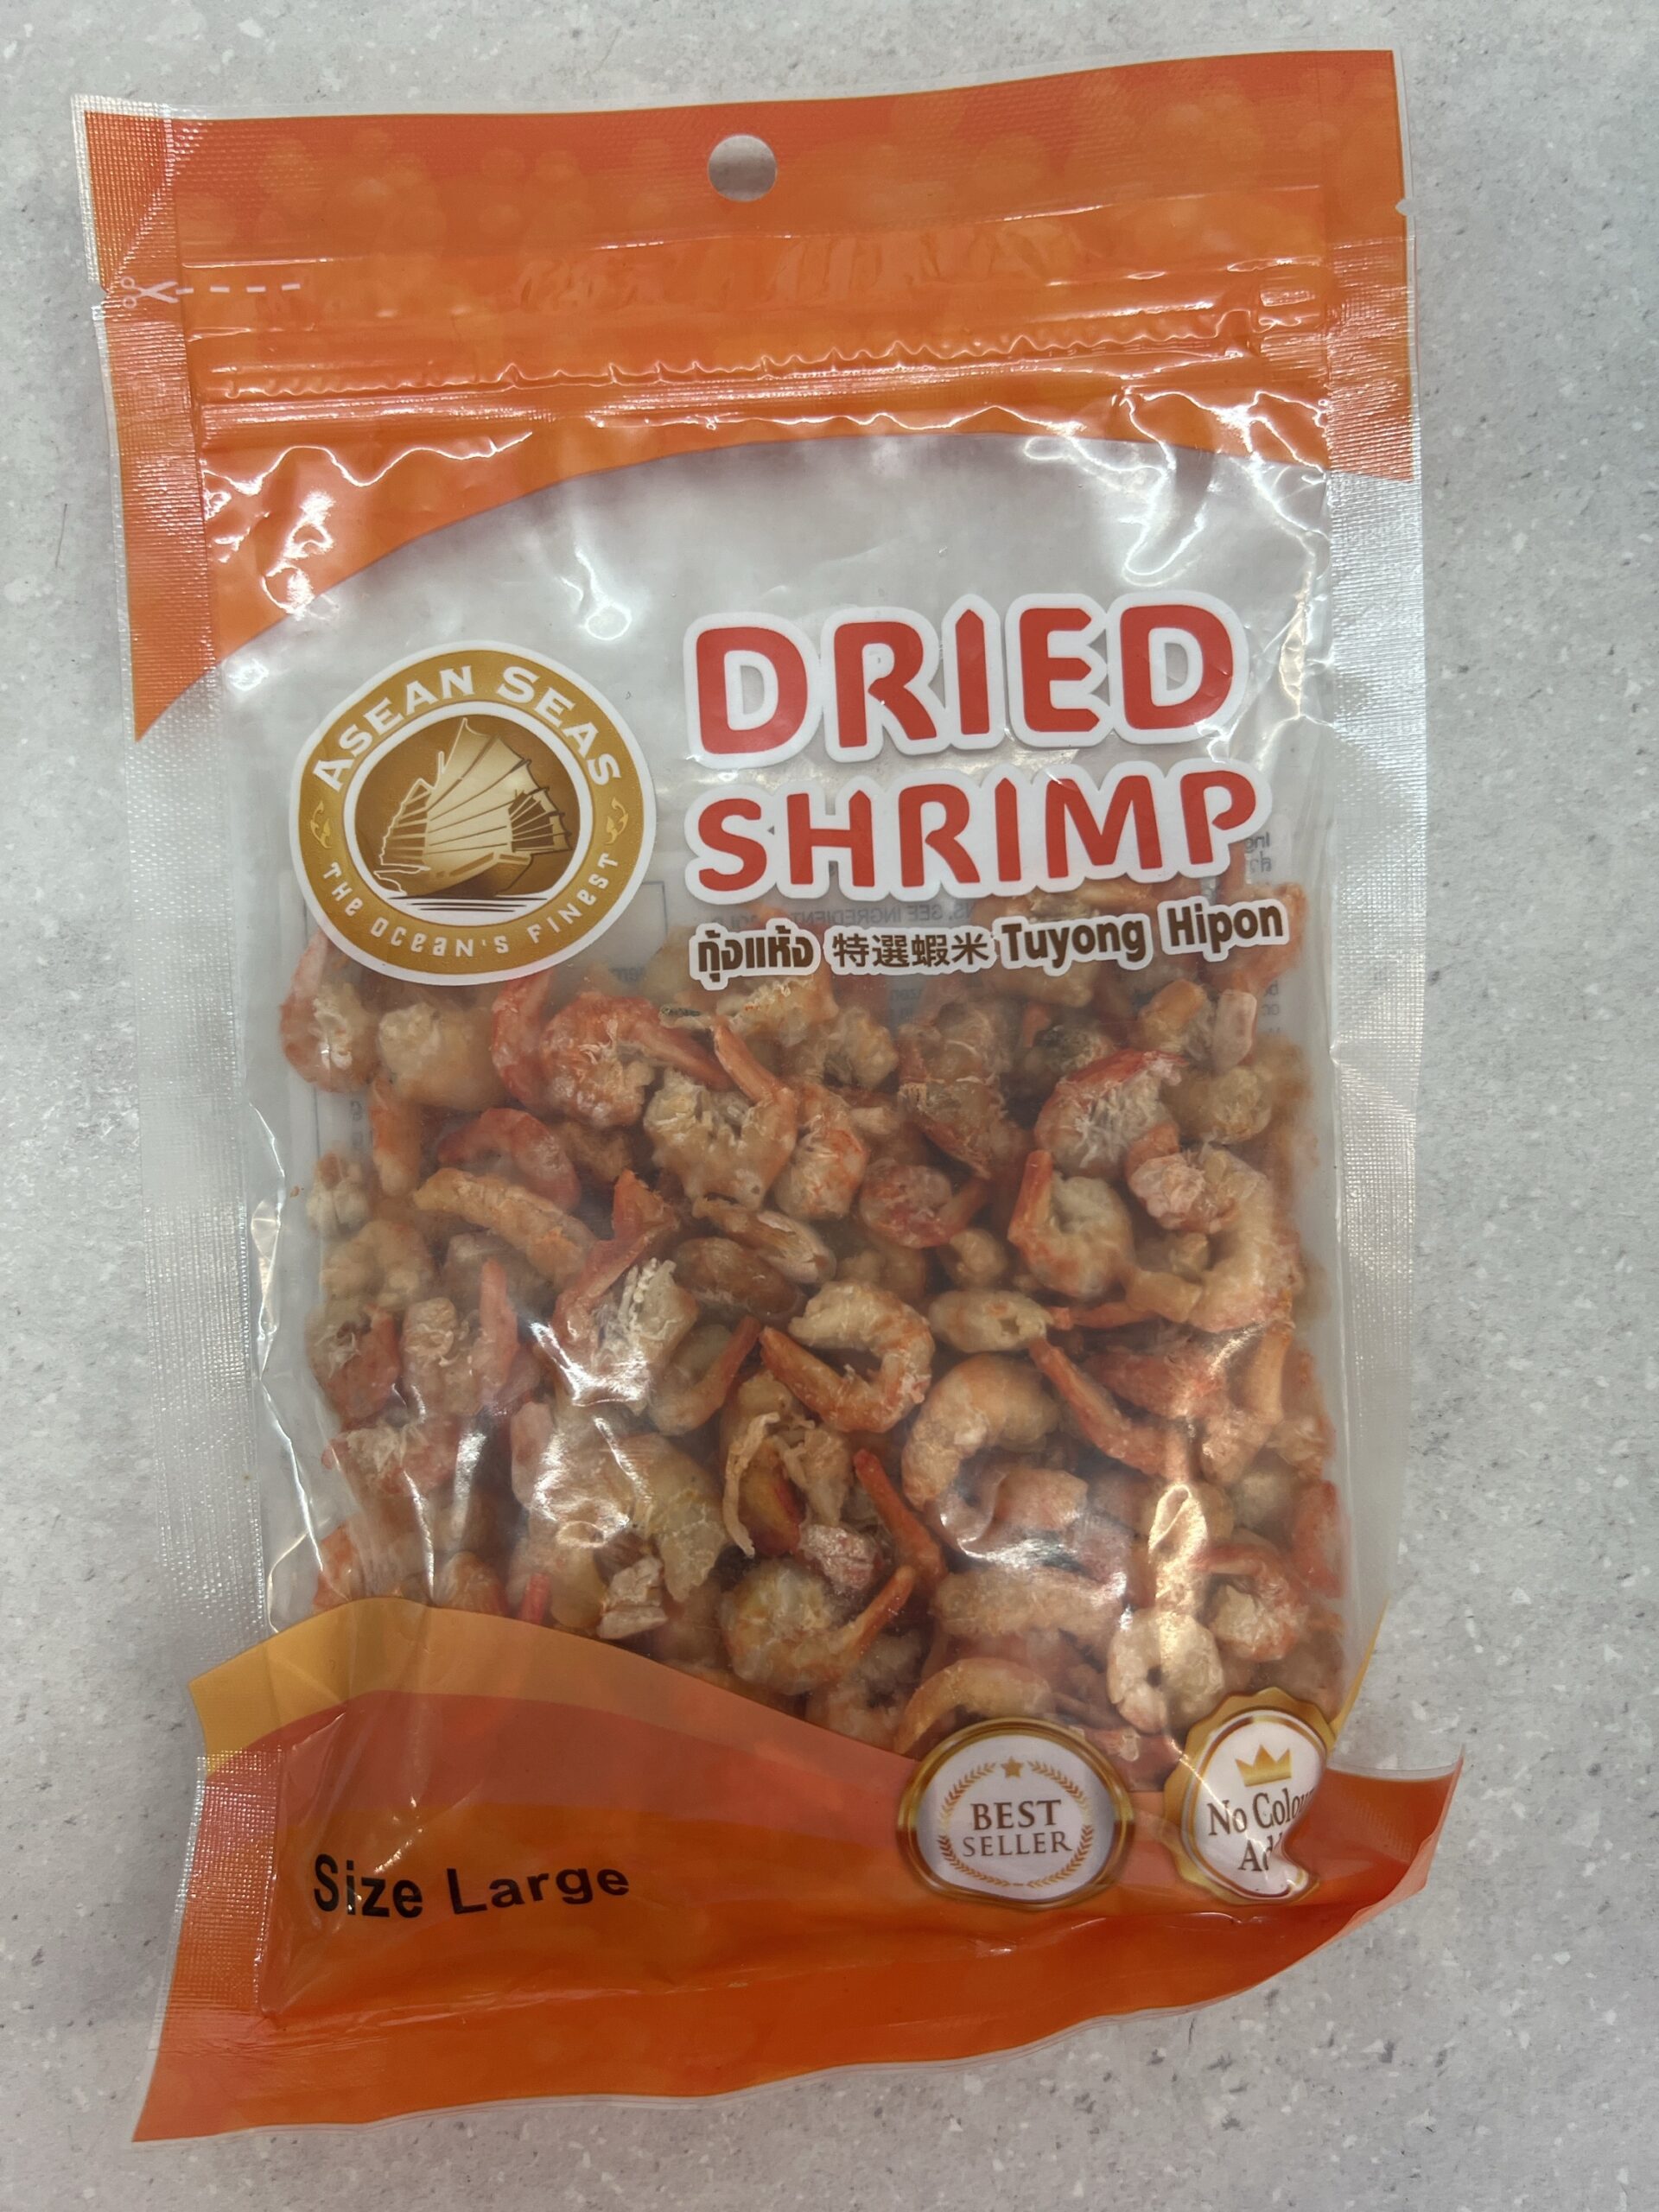 ASEAN SEAS
THE OCEAN'S FINEST
DRIED
SHRIMP
กุ้งแห้ง 特選蝦米 Tuyong Hipon
BEST
SELLER
No
Size Large